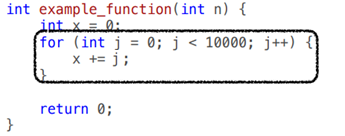 int example_function(int n) {
    int x = 0;
    for (int j = 0; j < 10000; j++) {
        x += j;
    }

    return 0;
}